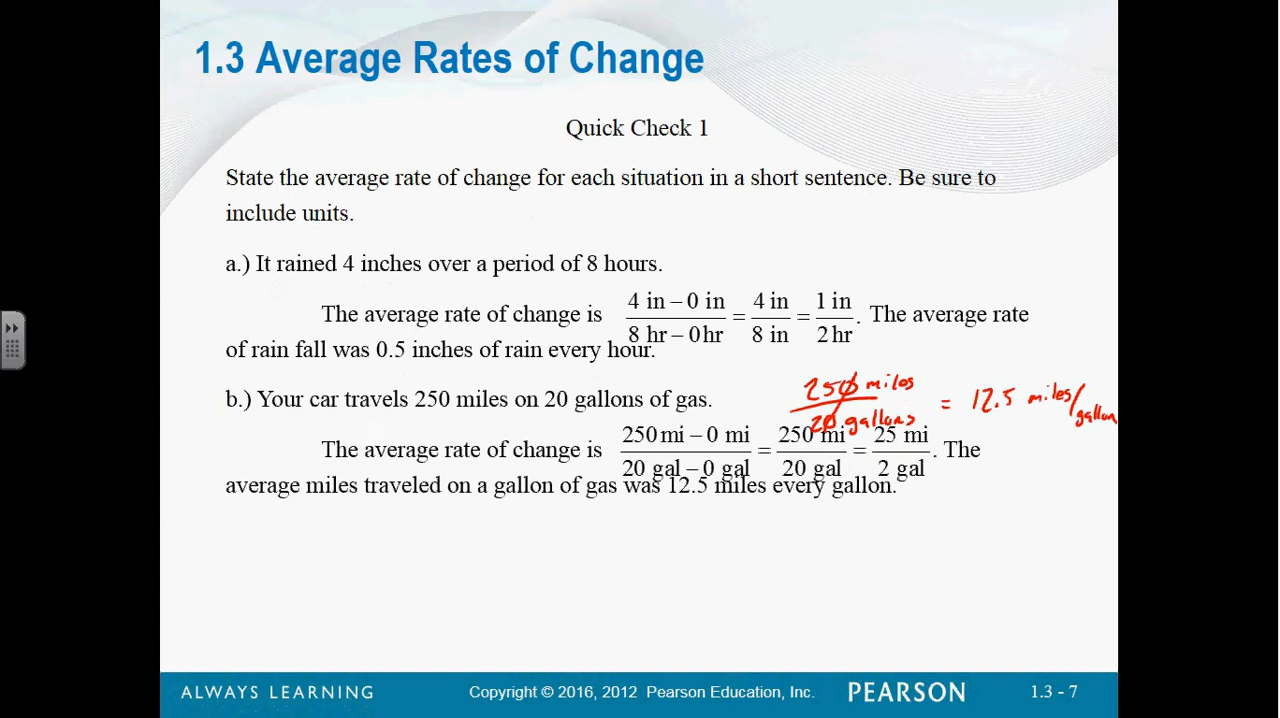 1.3 Average Rates of Change
Quick Check 1
State the average rate of change for each situation in a short sentence. Be sure to
include units.
a.) It rained 4 inches over a period of 8 hours.
The average rate of change is (4 in − 0 in)/(8 hr − 0 hr) = 4 in/8 in = 1 in/2 hr. The average rate
of rain fall was 0.5 inches of rain every hour.
b.) Your car travels 250 miles on 20 gallons of gas.
250 miles/20 gallons = 12.5 miles/gallon
The average rate of change is (250 mi − 0 mi)/(20 gal − 0 gal) = 250 mi/20 gal = 25 mi/2 gal. The
average miles traveled on a gallon of gas was 12.5 miles every gallon.
ALWAYS LEARNING
Copyright © 2016, 2012 Pearson Education, Inc.
PEARSON
1.3 - 7